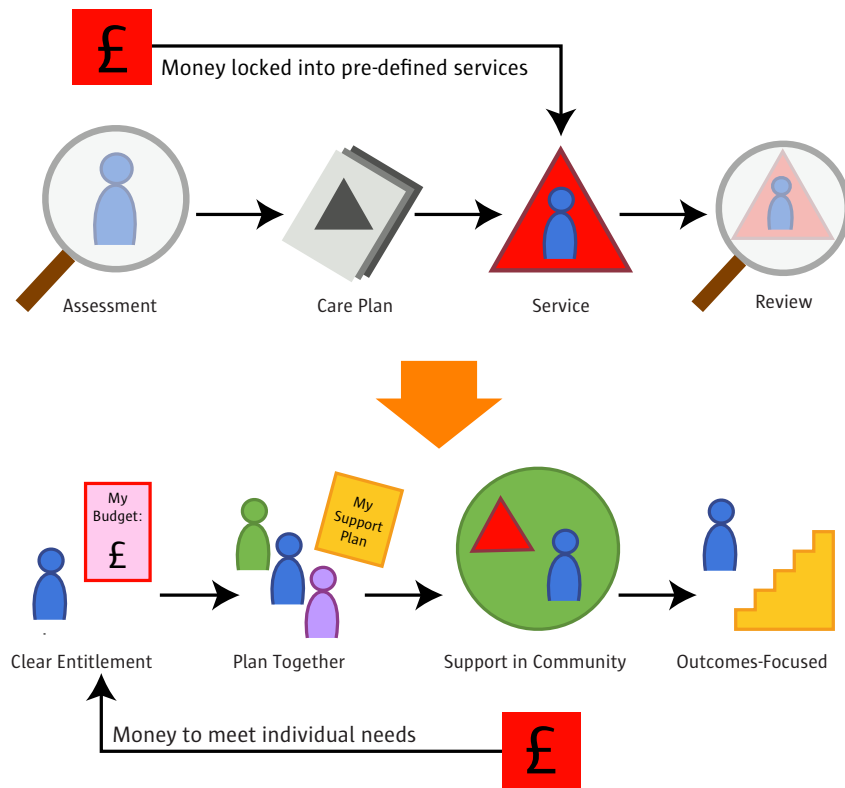 £
Money locked into pre-defined services
Assessment
Care Plan
Service
Review
My
Budget:
£
My
Support
Plan
Clear Entitlement
Plan Together
Support in Community
Outcomes-Focused
Money to meet individual needs
£